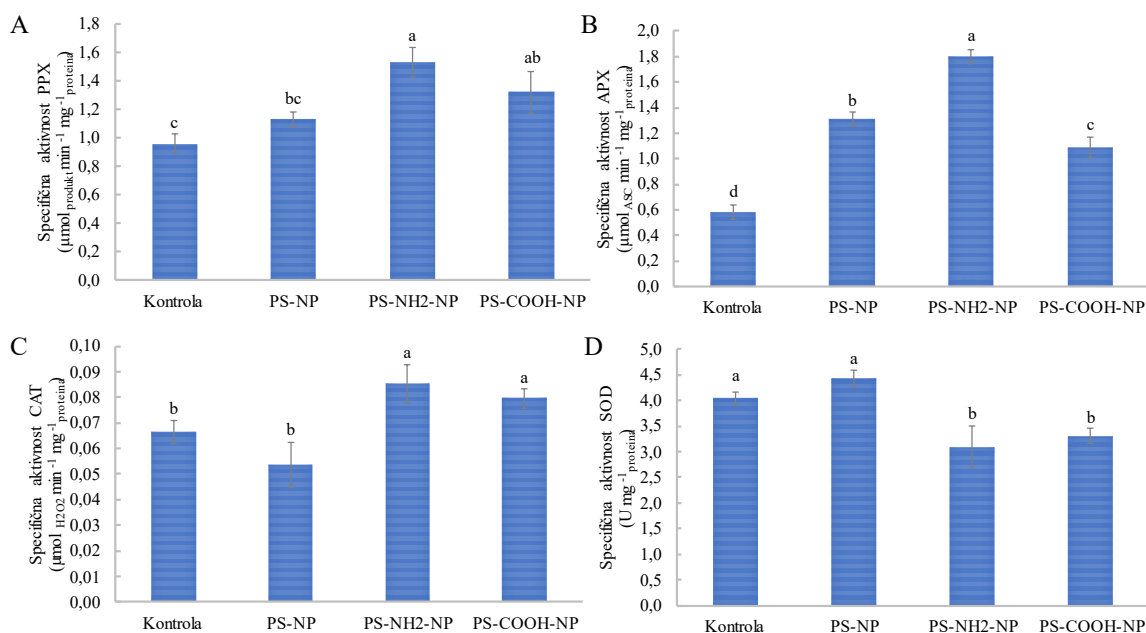 A
Specifična aktivnost PPX
(µmol produkt min -1 mg -1 proteina)
1,8
1,6
1,4
1,2
1,0
0,8
0,6
0,4
0,2
0,0
c
bc
a
ab
Kontrola PS-NP PS-NH2-NP PS-COOH-NP
B
Specifična aktivnost APX
(µmol ASC min -1 mg -1 proteina)
2,0
1,8
1,6
1,4
1,2
1,0
0,8
0,6
0,4
0,2
0,0
d
b
a
c
Kontrola PS-NP PS-NH2-NP PS-COOH-NP
C
Specifična aktivnost CAT
(µmol H2O2 min -1 mg -1 proteina)
0,10
0,09
0,08
0,07
0,06
0,05
0,04
0,03
0,02
0,01
0,00
b
b
a
a
Kontrola PS-NP PS-NH2-NP PS-COOH-NP
D
Specifična aktivnost SOD
(U mg -1 proteina)
5,0
4,5
4,0
3,5
3,0
2,5
2,0
1,5
1,0
0,5
0,0
a
a
b
b
Kontrola PS-NP PS-NH2-NP PS-COOH-NP